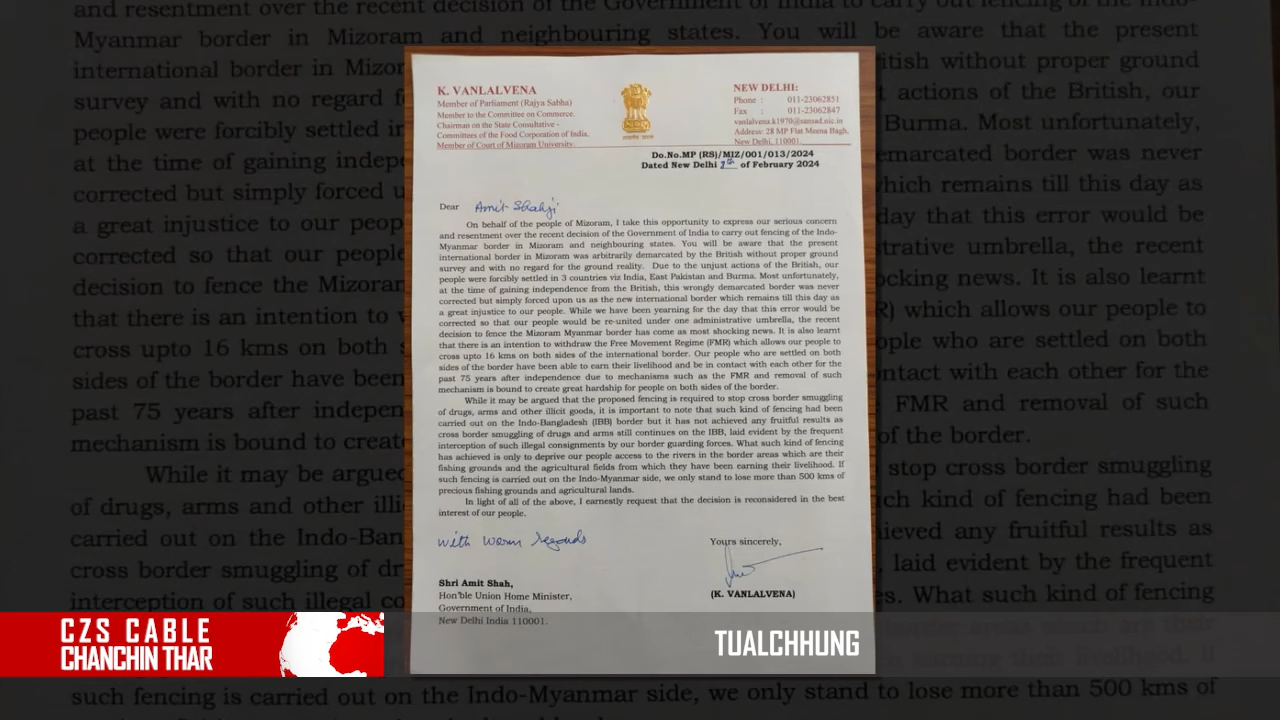 K. VANLALVENA
Member of Parliament (Rajya Sabha)
Member to the Committee on Commerce.
Chairman on the State Consultative -
Committees of the Food Corporation of India.
Member of Court of Mizoram University.
NEW DELHI:
Phone : 011-23062851
Fax : 011-23062847
vanlalvena.k1970@sansad.nic.in
Address: 28 MP Flat Meena Bagh,
New Delhi, 110001.
Do.No.MP (RS)/MIZ/001/013/2024
Dated New Delhi 7th of February 2024
Dear Amit Shahji
On behalf of the people of Mizoram, I take this opportunity to express our serious concern
and resentment over the recent decision of the Government of India to carry out fencing of the Indo-
Myanmar border in Mizoram and neighbouring states. You will be aware that the present
international border in Mizoram was arbitrarily demarcated by the British without proper ground
survey and with no regard for the ground reality. Due to the unjust actions of the British, our
people were forcibly settled in 3 countries viz India, East Pakistan and Burma. Most unfortunately,
at the time of gaining independence from the British, this wrongly demarcated border was never
corrected but simply forced upon us as the new international border which remains till this day as
a great injustice to our people. While we have been yearning for the day that this error would be
corrected so that our people would be re-united under one administrative umbrella, the recent
decision to fence the Mizoram Myanmar border has come as most shocking news. It is also learnt
that there is an intention to withdraw the Free Movement Regime (FMR) which allows our people to
cross upto 16 kms on both sides of the international border. Our people who are settled on both
sides of the border have been able to earn their livelihood and be in contact with each other for the
past 75 years after independence due to mechanisms such as the FMR and removal of such
mechanism is bound to create great hardship for people on both sides of the border.
While it may be argued that the proposed fencing is required to stop cross border smuggling
of drugs, arms and other illicit goods, it is important to note that such kind of fencing had been
carried out on the Indo-Bangladesh (IBB) border but it has not achieved any fruitful results as
cross border smuggling of drugs and arms still continues on the IBB, laid evident by the frequent
interception of such illegal consignments by our border guarding forces. What such kind of fencing
has achieved is only to deprive our people access to the rivers in the border areas which are their
fishing grounds and the agricultural fields from which they have been earning their livelihood. If
such fencing is carried out on the Indo-Myanmar side, we only stand to lose more than 500 kms of
precious fishing grounds and agricultural lands.
In light of all of the above, I earnestly request that the decision is reconsidered in the best
interest of our people.
With warm regards
Yours sincerely,
(K. VANLALVENA)
Shri Amit Shah,
Hon'ble Union Home Minister,
Government of India,
New Delhi India 110001.
CZS CABLE
CHANCHIN THAR
TUALCHHUNG